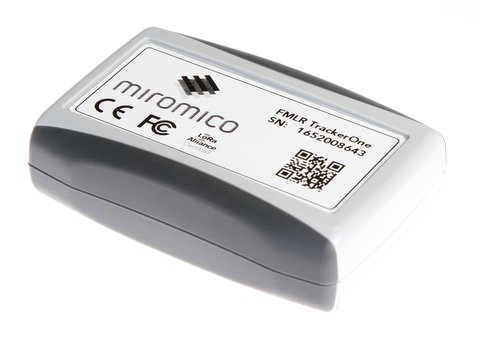 miromico
CE FC
LoRa
Alliance
Certified
FMLR TrackerOne
SN: 1652008643